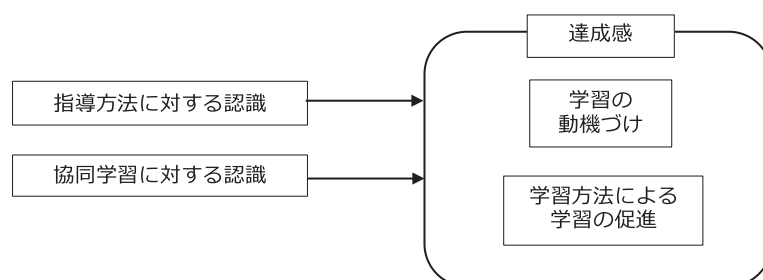 達成感
指導方法に対する認識
学習の
動機づけ
協同学習に対する認識
学習方法による
学習の促進